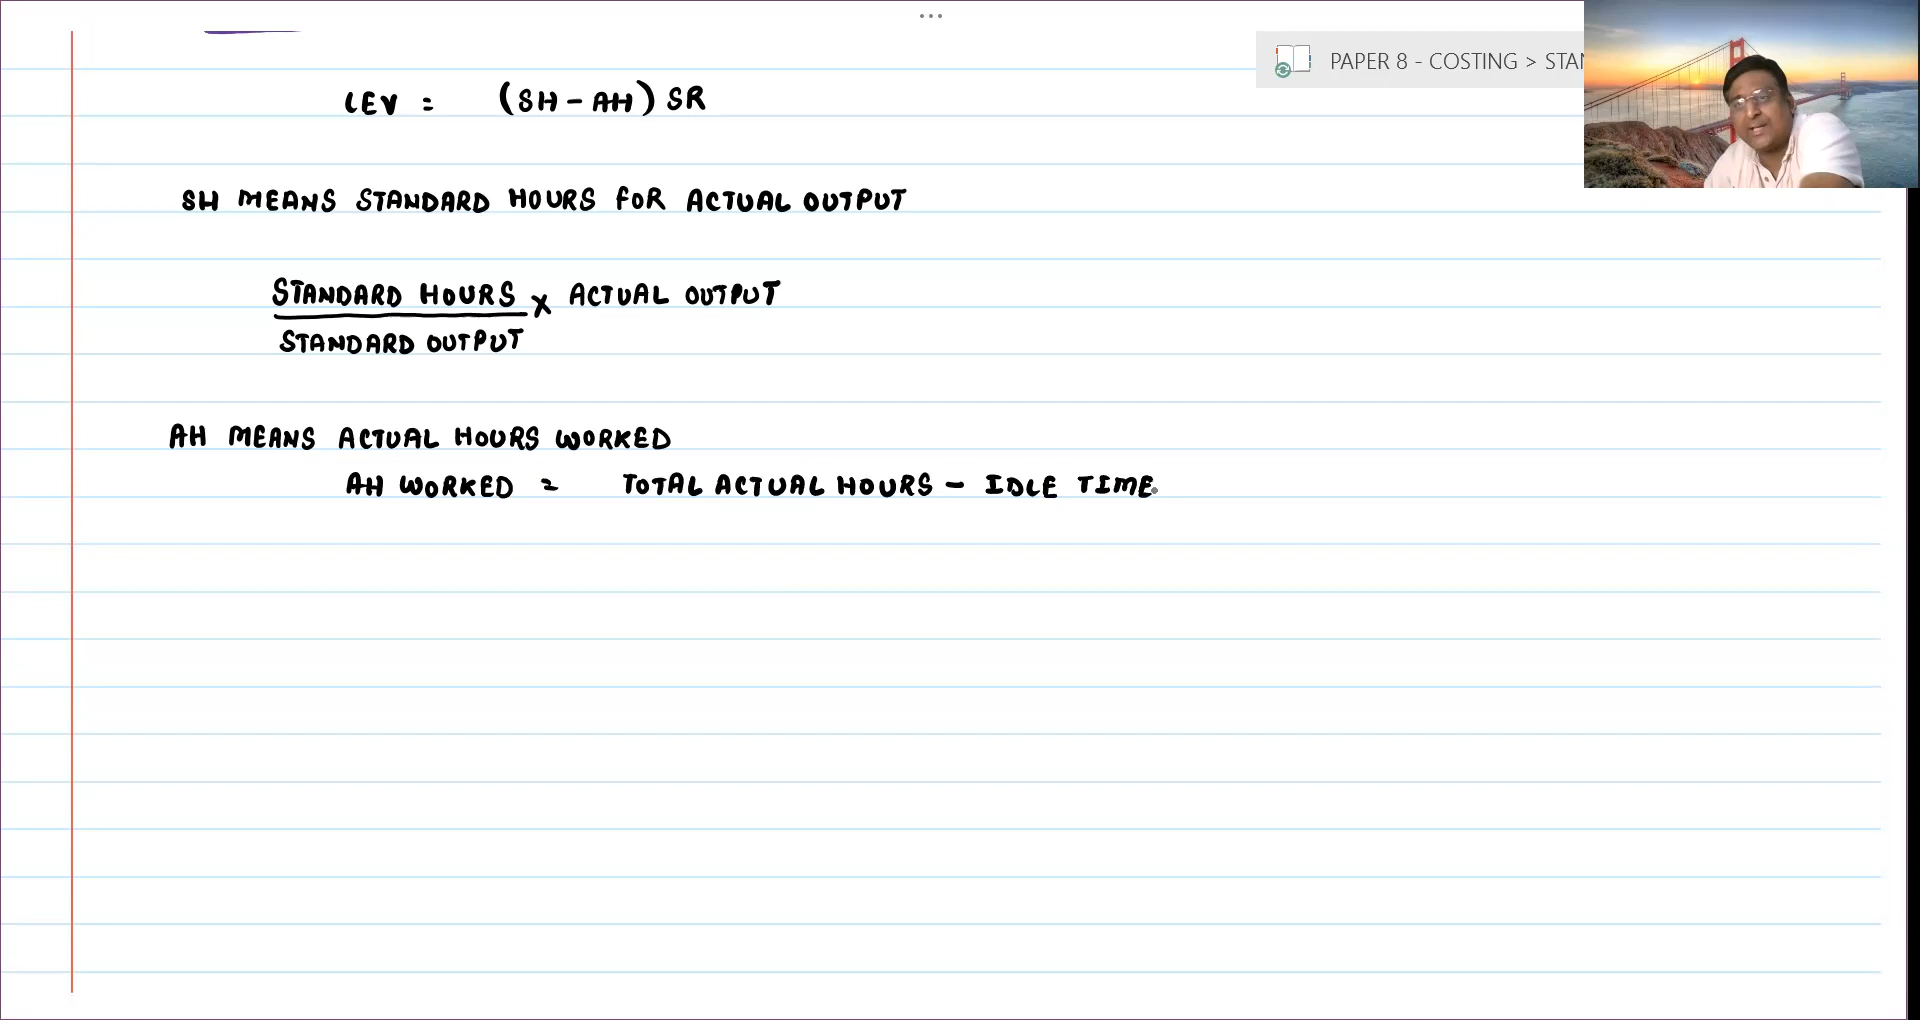 PAPER 8 - COSTING > STAN
LEV = (SH - AH) SR
SH MEANS STANDARD HOURS FOR ACTUAL OUTPUT
STANDARD HOURS × ACTUAL OUTPUT
STANDARD OUTPUT
AH MEANS ACTUAL HOURS WORKED
AH WORKED = TOTAL ACTUAL HOURS - IDLE TIME